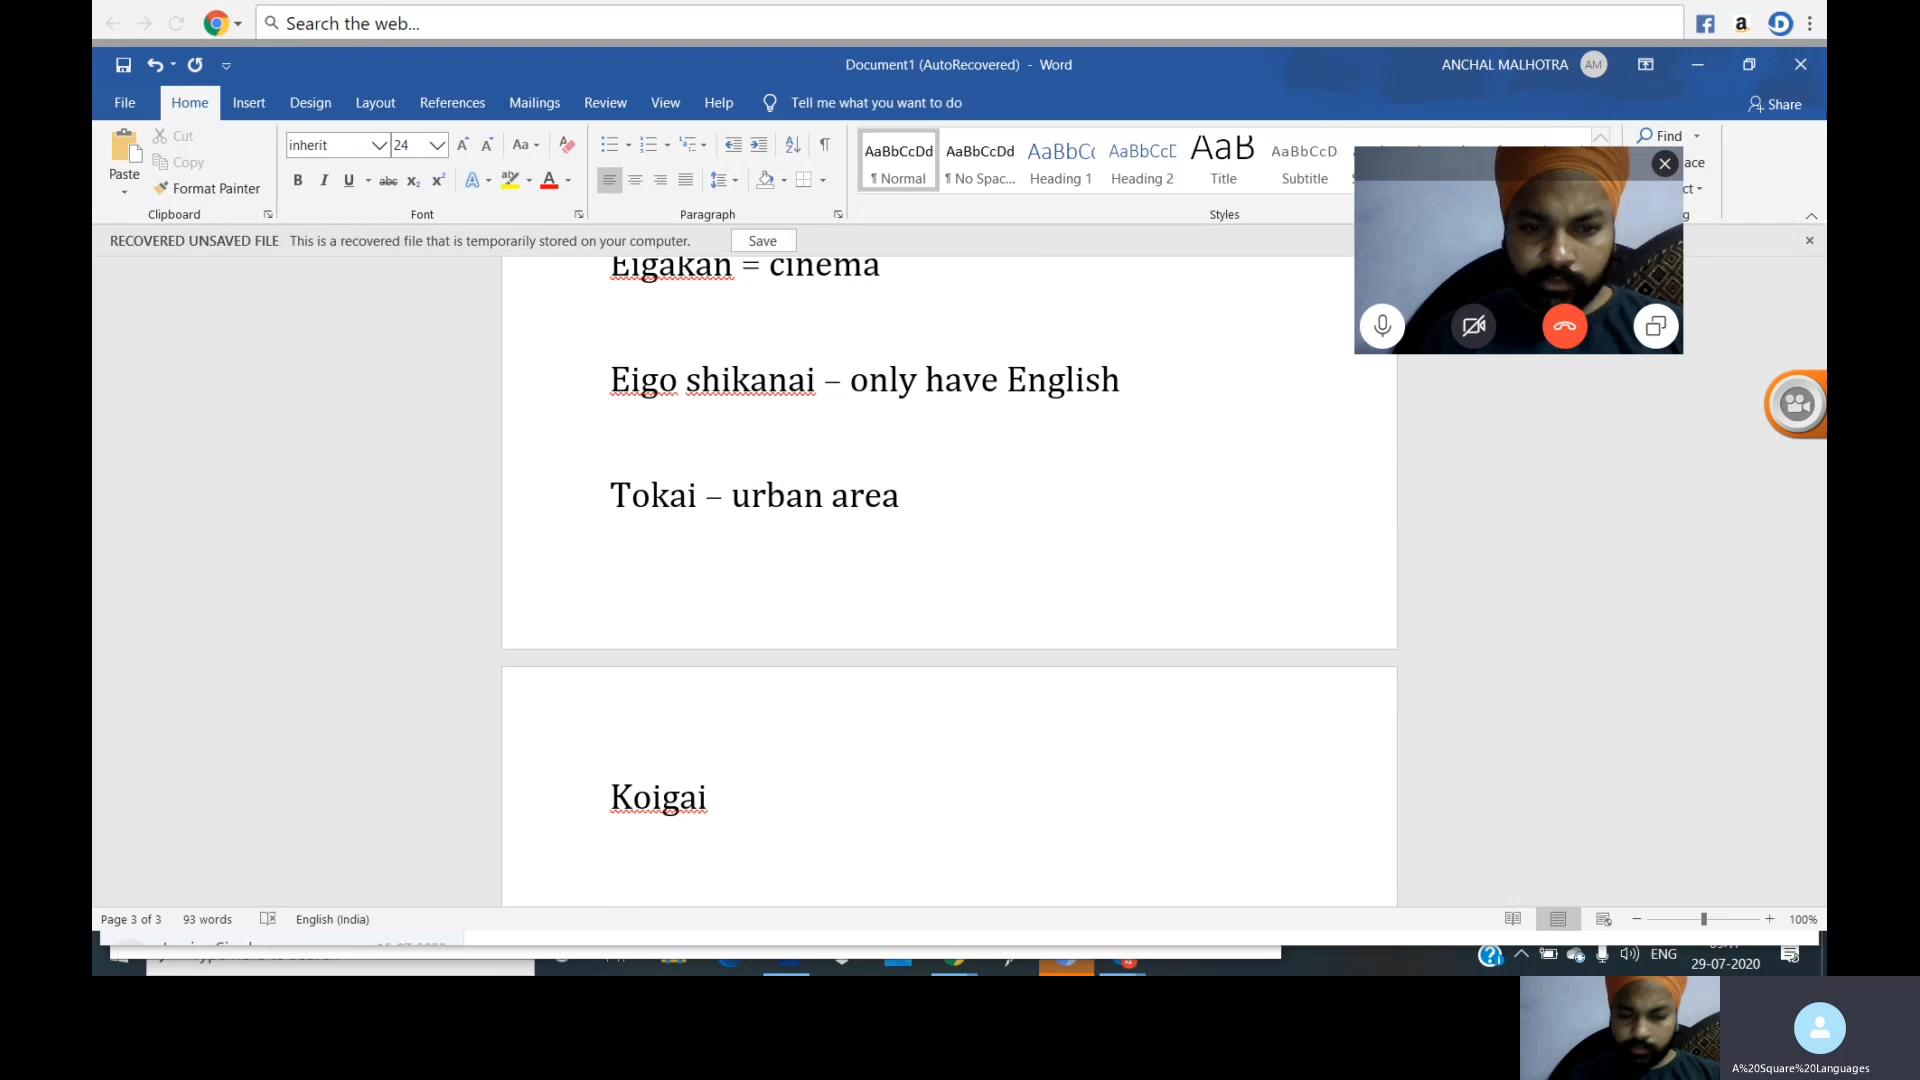 Search the web...
Document1 (AutoRecovered) - Word
ANCHAL MALHOTRA AM
File Home Insert Design Layout References Mailings Review View Help Tell me what you want to do
Share
Paste
Cut
Copy
Format Painter
Clipboard
inherit 24
Font
Paragraph
AaBbCcDd AaBbCcDd AaBbCc AaBbCcD AaB AaBbCcD
¶ Normal ¶ No Spac... Heading 1 Heading 2 Title Subtitle
Styles
Find
RECOVERED UNSAVED FILE This is a recovered file that is temporarily stored on your computer. Save
Eigakan = cinema
Eigo shikanai – only have English
Tokai – urban area
Koigai
Page 3 of 3 93 words English (India)
100%
ENG
29-07-2020
A%20Square%20Languages